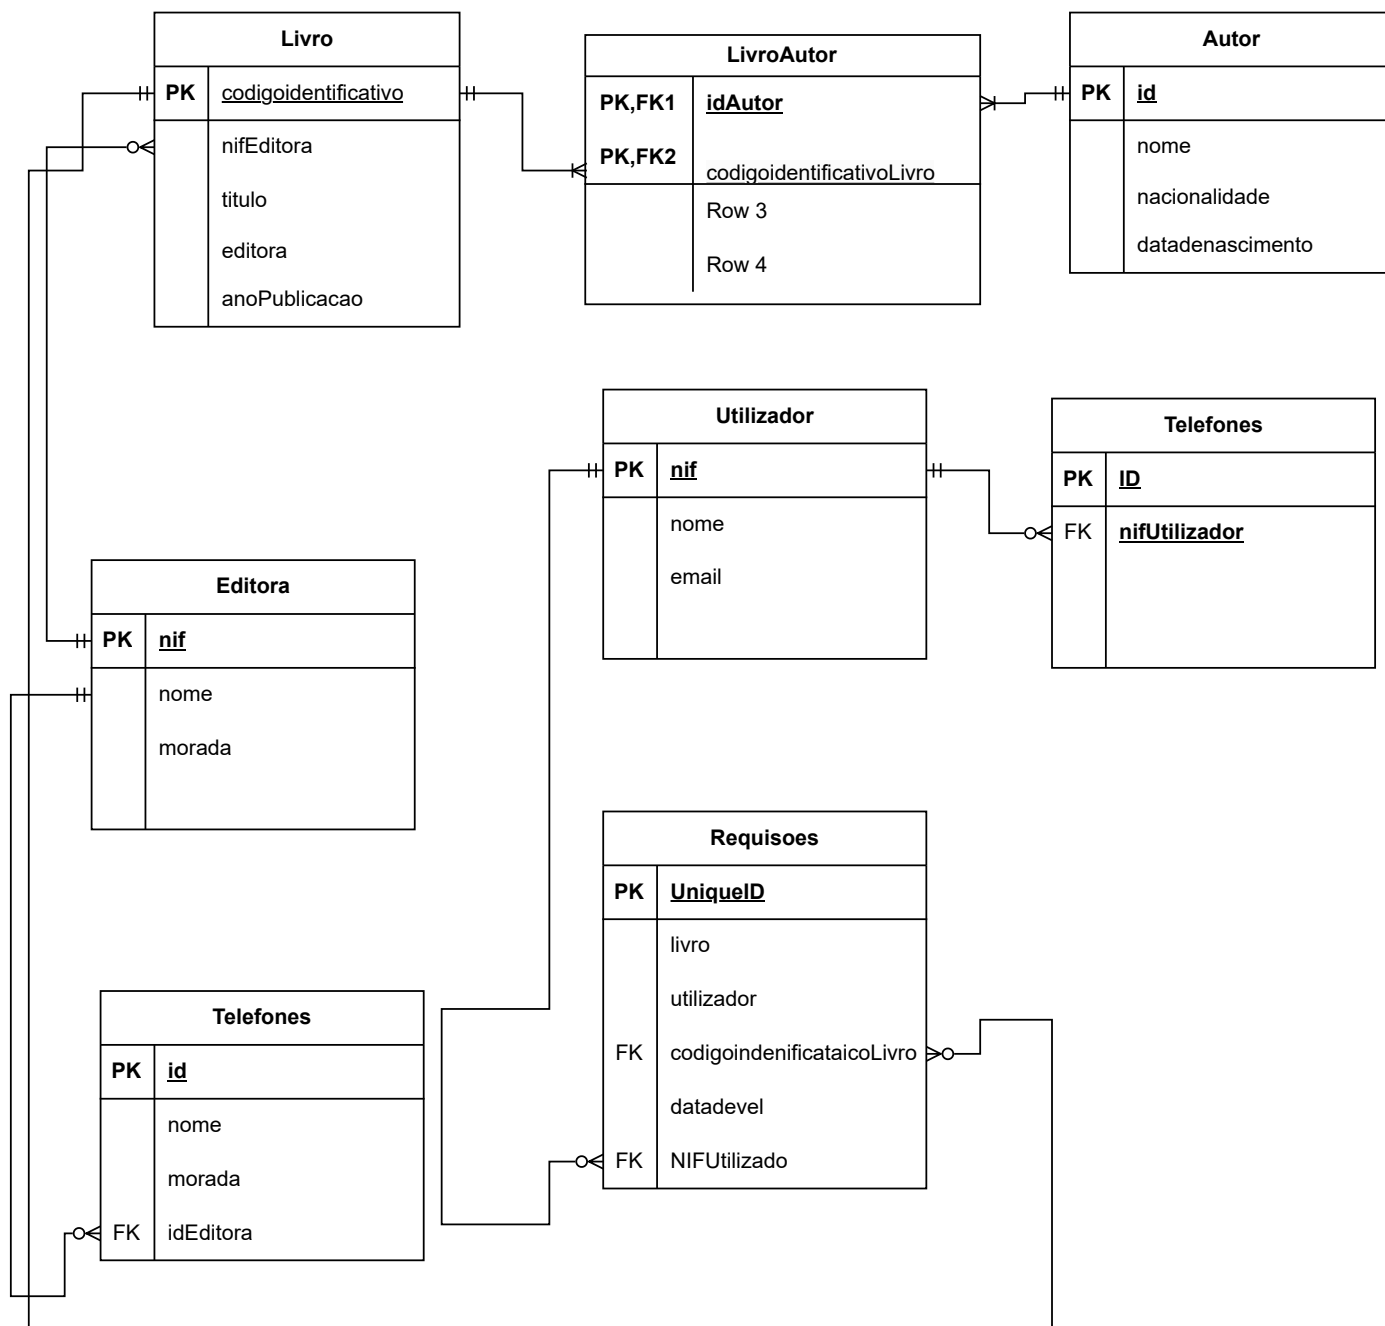 Livro
PK codigoidentificativo
nifEditora
titulo
editora
anoPublicacao
LivroAutor
PK,FK1 idAutor
PK,FK2 codigoidentificativoLivro
Row 3
Row 4
Autor
PK id
nome
nacionalidade
datadenascimento
Utilizador
PK nif
nome
email
Telefones
PK ID
FK nifUtilizador
Editora
PK nif
nome
morada
Requisoes
PK UniqueID
livro
utilizador
FK codigoindenificataicoLivro
datadevel
FK NIFUtilizado
Telefones
PK id
nome
morada
FK idEditora